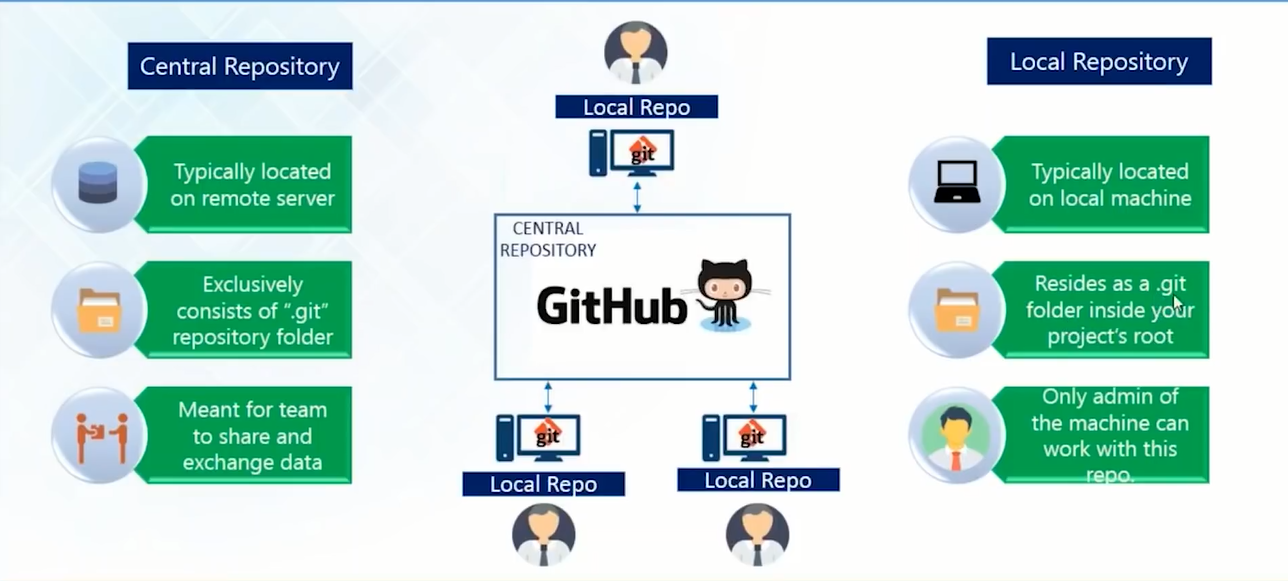 Central Repository
Typically located
on remote server
Exclusively
consists of “.git”
repository folder
Meant for team
to share and
exchange data
Local Repo
git
CENTRAL
REPOSITORY
GitHub
git
Local Repo
git
Local Repo
Local Repository
Typically located
on local machine
Resides as a .git
folder inside your
project's root
Only admin of
the machine can
work with this
repo.